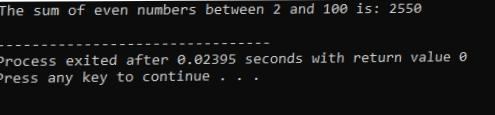 The sum of even numbers between 2 and 100 is: 2550
--------------------------------
Process exited after 0.02395 seconds with return value 0
Press any key to continue . . .